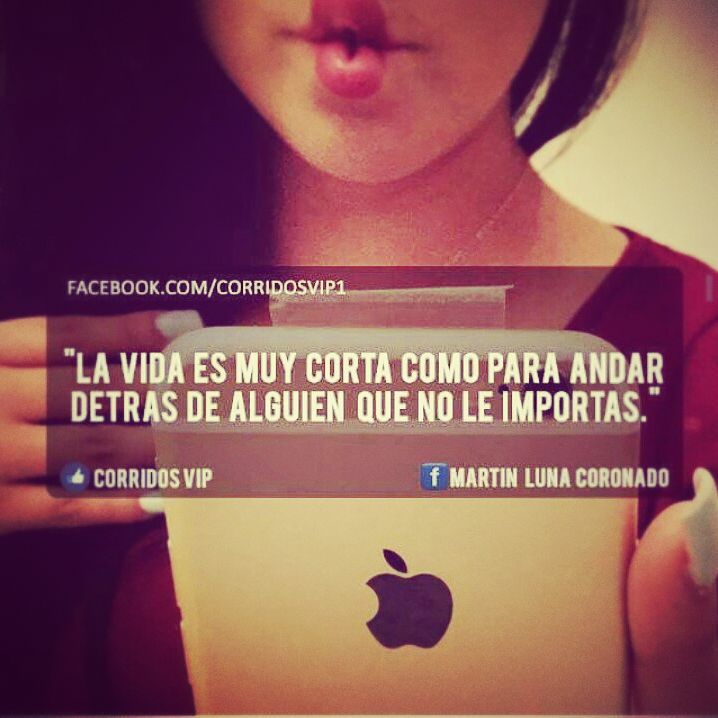 FACEBOOK.COM/CORRIDOSVIP1
"LA VIDA ES MUY CORTA COMO PARA ANDAR
DETRAS DE ALGUIEN QUE NO LE IMPORTAS."
CORRIDOS VIP
f MARTIN LUNA CORONADO